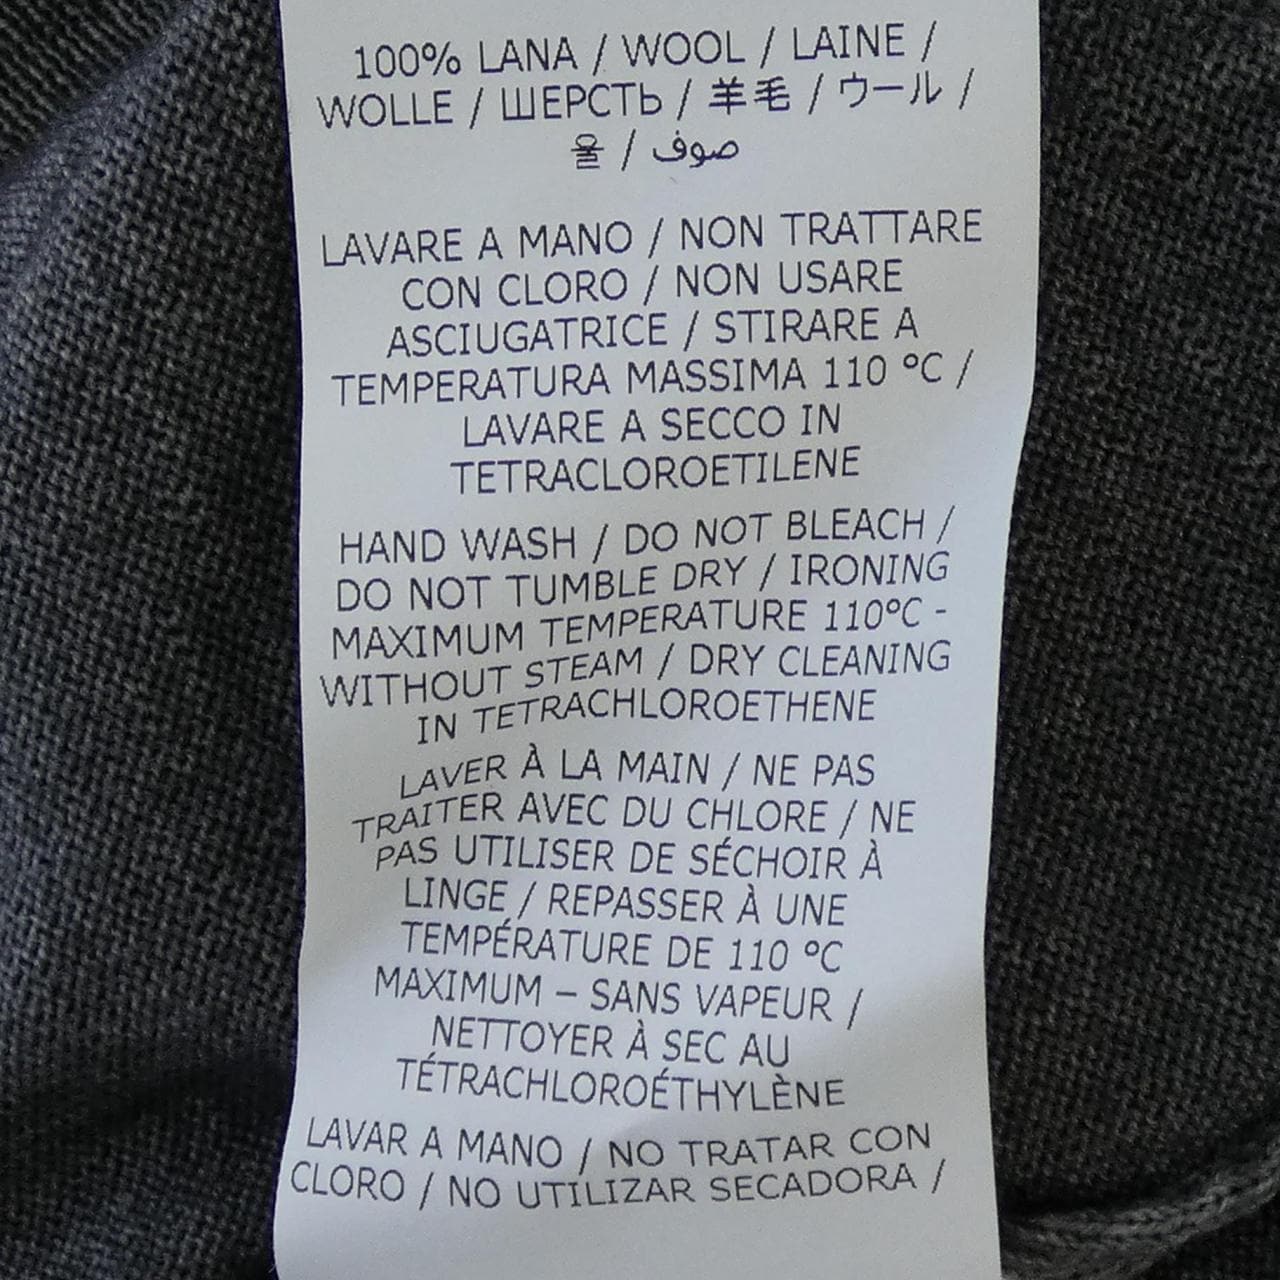 100% LANA / WOOL / LAINE /
WOLLE / ШЕРСТЬ / 羊毛 / ウール /
울 / صوف
LAVARE A MANO / NON TRATTARE
CON CLORO / NON USARE
ASCIUGATRICE / STIRARE A
TEMPERATURA MASSIMA 110 °C /
LAVARE A SECCO IN
TETRACLOROETILENE
HAND WASH / DO NOT BLEACH /
DO NOT TUMBLE DRY / IRONING
MAXIMUM TEMPERATURE 110°C -
WITHOUT STEAM / DRY CLEANING
IN TETRACHLOROETHENE
LAVER À LA MAIN / NE PAS
TRAITER AVEC DU CHLORE / NE
PAS UTILISER DE SÉCHOIR À
LINGE / REPASSER À UNE
TEMPÉRATURE DE 110 °C
MAXIMUM – SANS VAPEUR /
NETTOYER À SEC AU
TÉTRACHLOROÉTHYLÈNE
LAVAR A MANO / NO TRATAR CON
CLORO / NO UTILIZAR SECADORA /